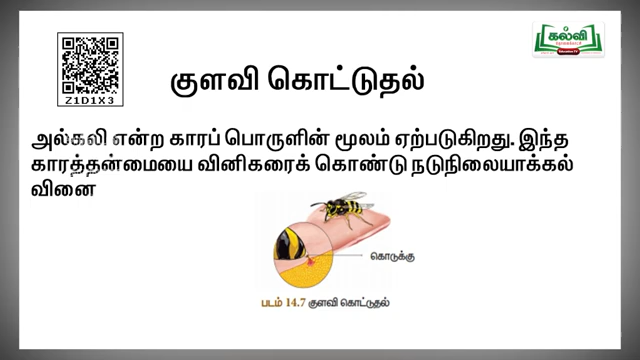 கல்வி
Z1D1X3
குளவி கொட்டுதல்
அல்கலி என்ற காரப் பொருளின் மூலம் ஏற்படுகிறது. இந்த
காரத்தன்மையை வினிகரைக் கொண்டு நடுநிலையாக்கல்
வினை
கொடுக்கு
படம் 14.7 குளவி கொட்டுதல்